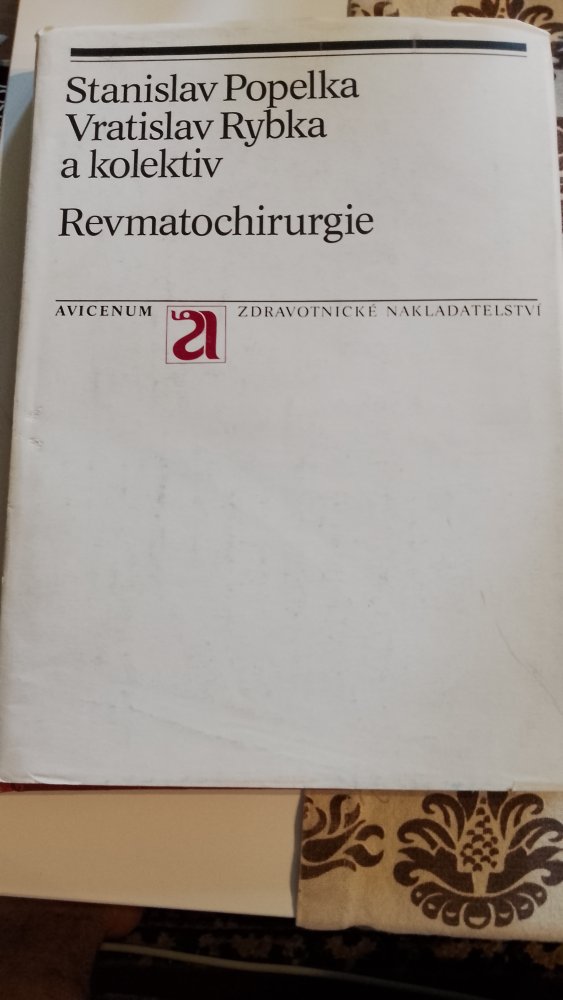 Stanislav Popelka
Vratislav Rybka
a kolektiv
Revmatochirurgie
AVICENUM a ZDRAVOTNICKÉ NAKLADATELSTVÍ